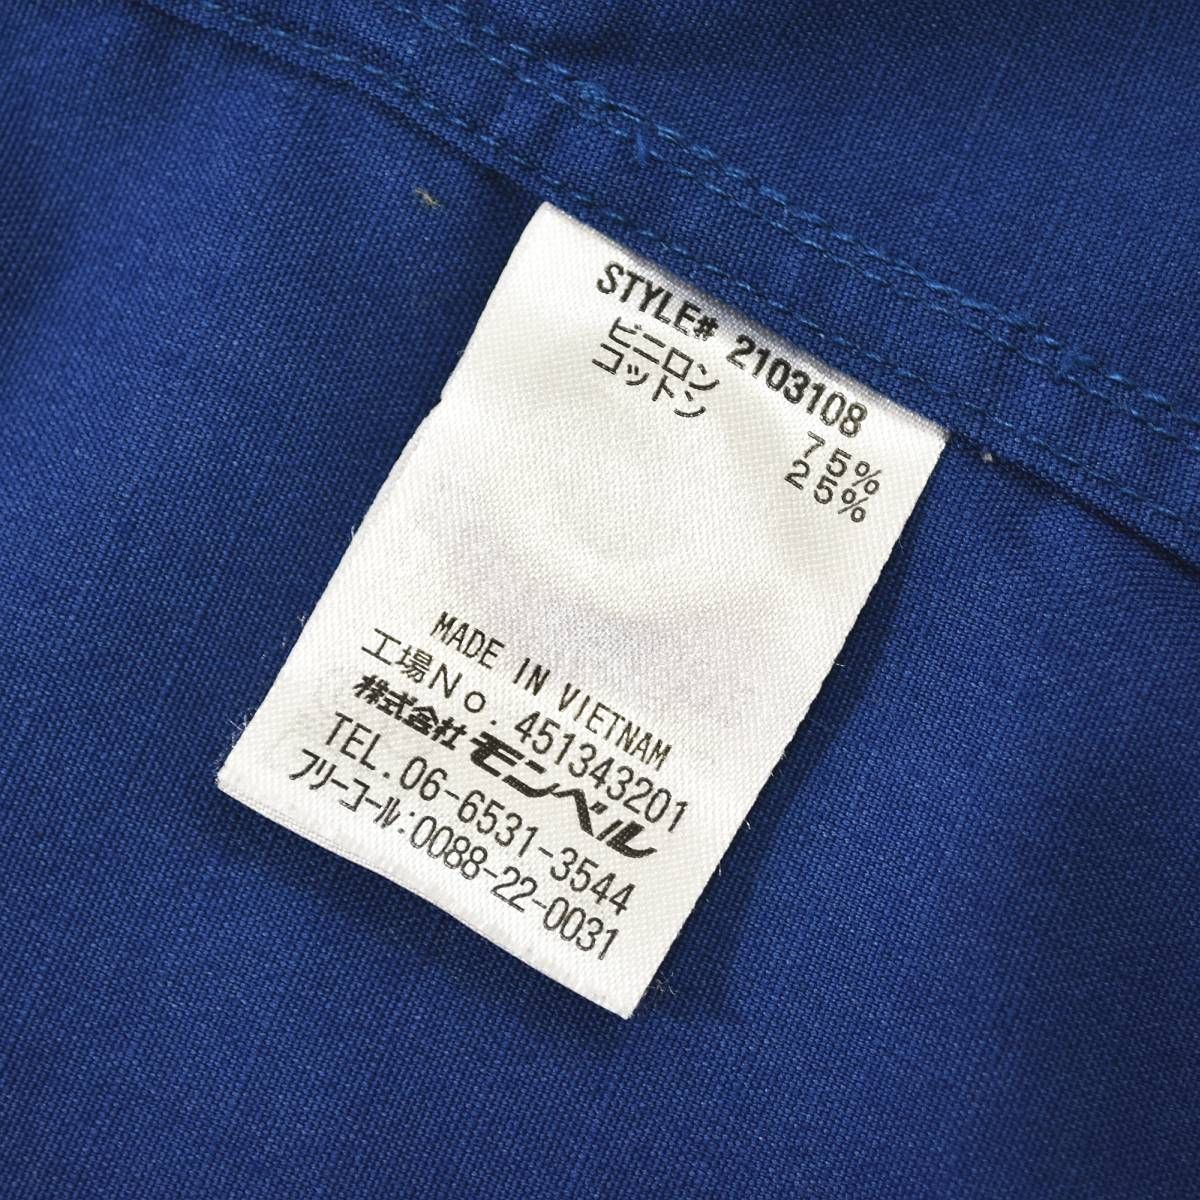 STYLE# 2103108
ビニロン 75%
コットン 25%
MADE IN VIETNAM
工場No. 451343201
株式会社モンベル
TEL. 06-6531-3544
フリーコール:0088-22-0031